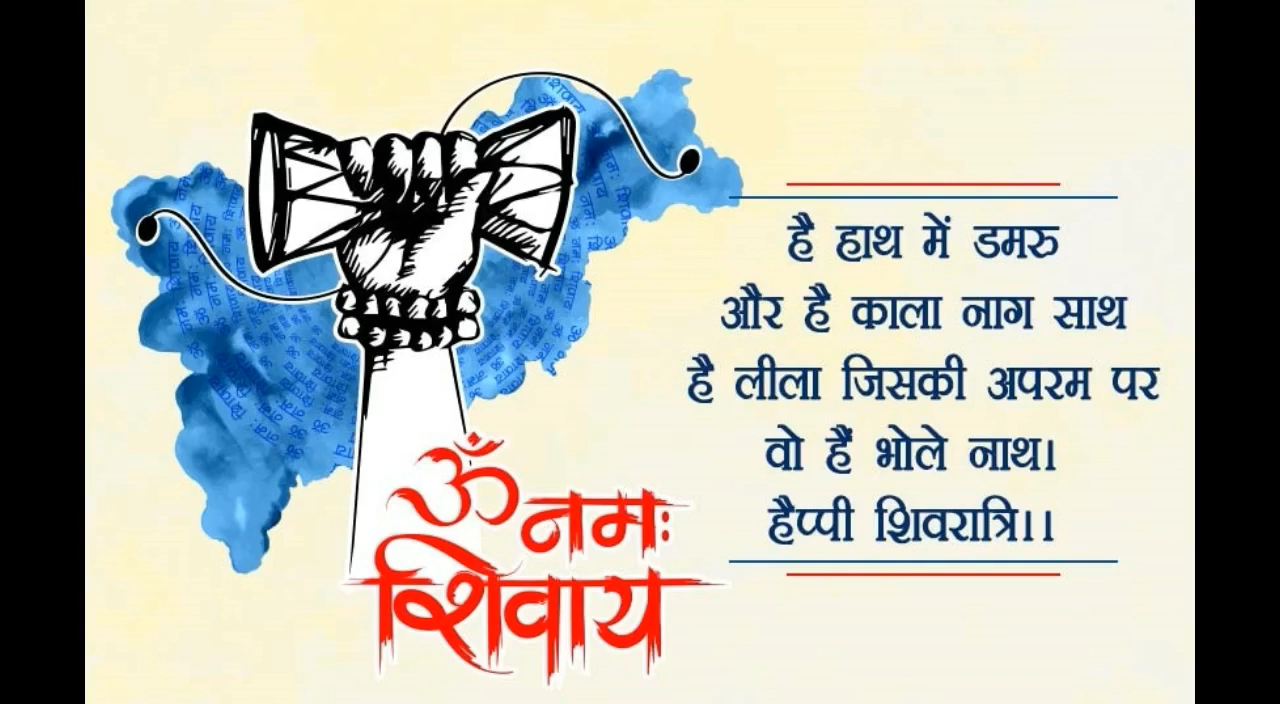 है हाथ में डमरु
और है काला नाग साथ
है लीला जिसकी अपरम पर
वो हैं भोले नाथ।
हैप्पी शिवरात्रि।।
ॐ नमः
शिवाय